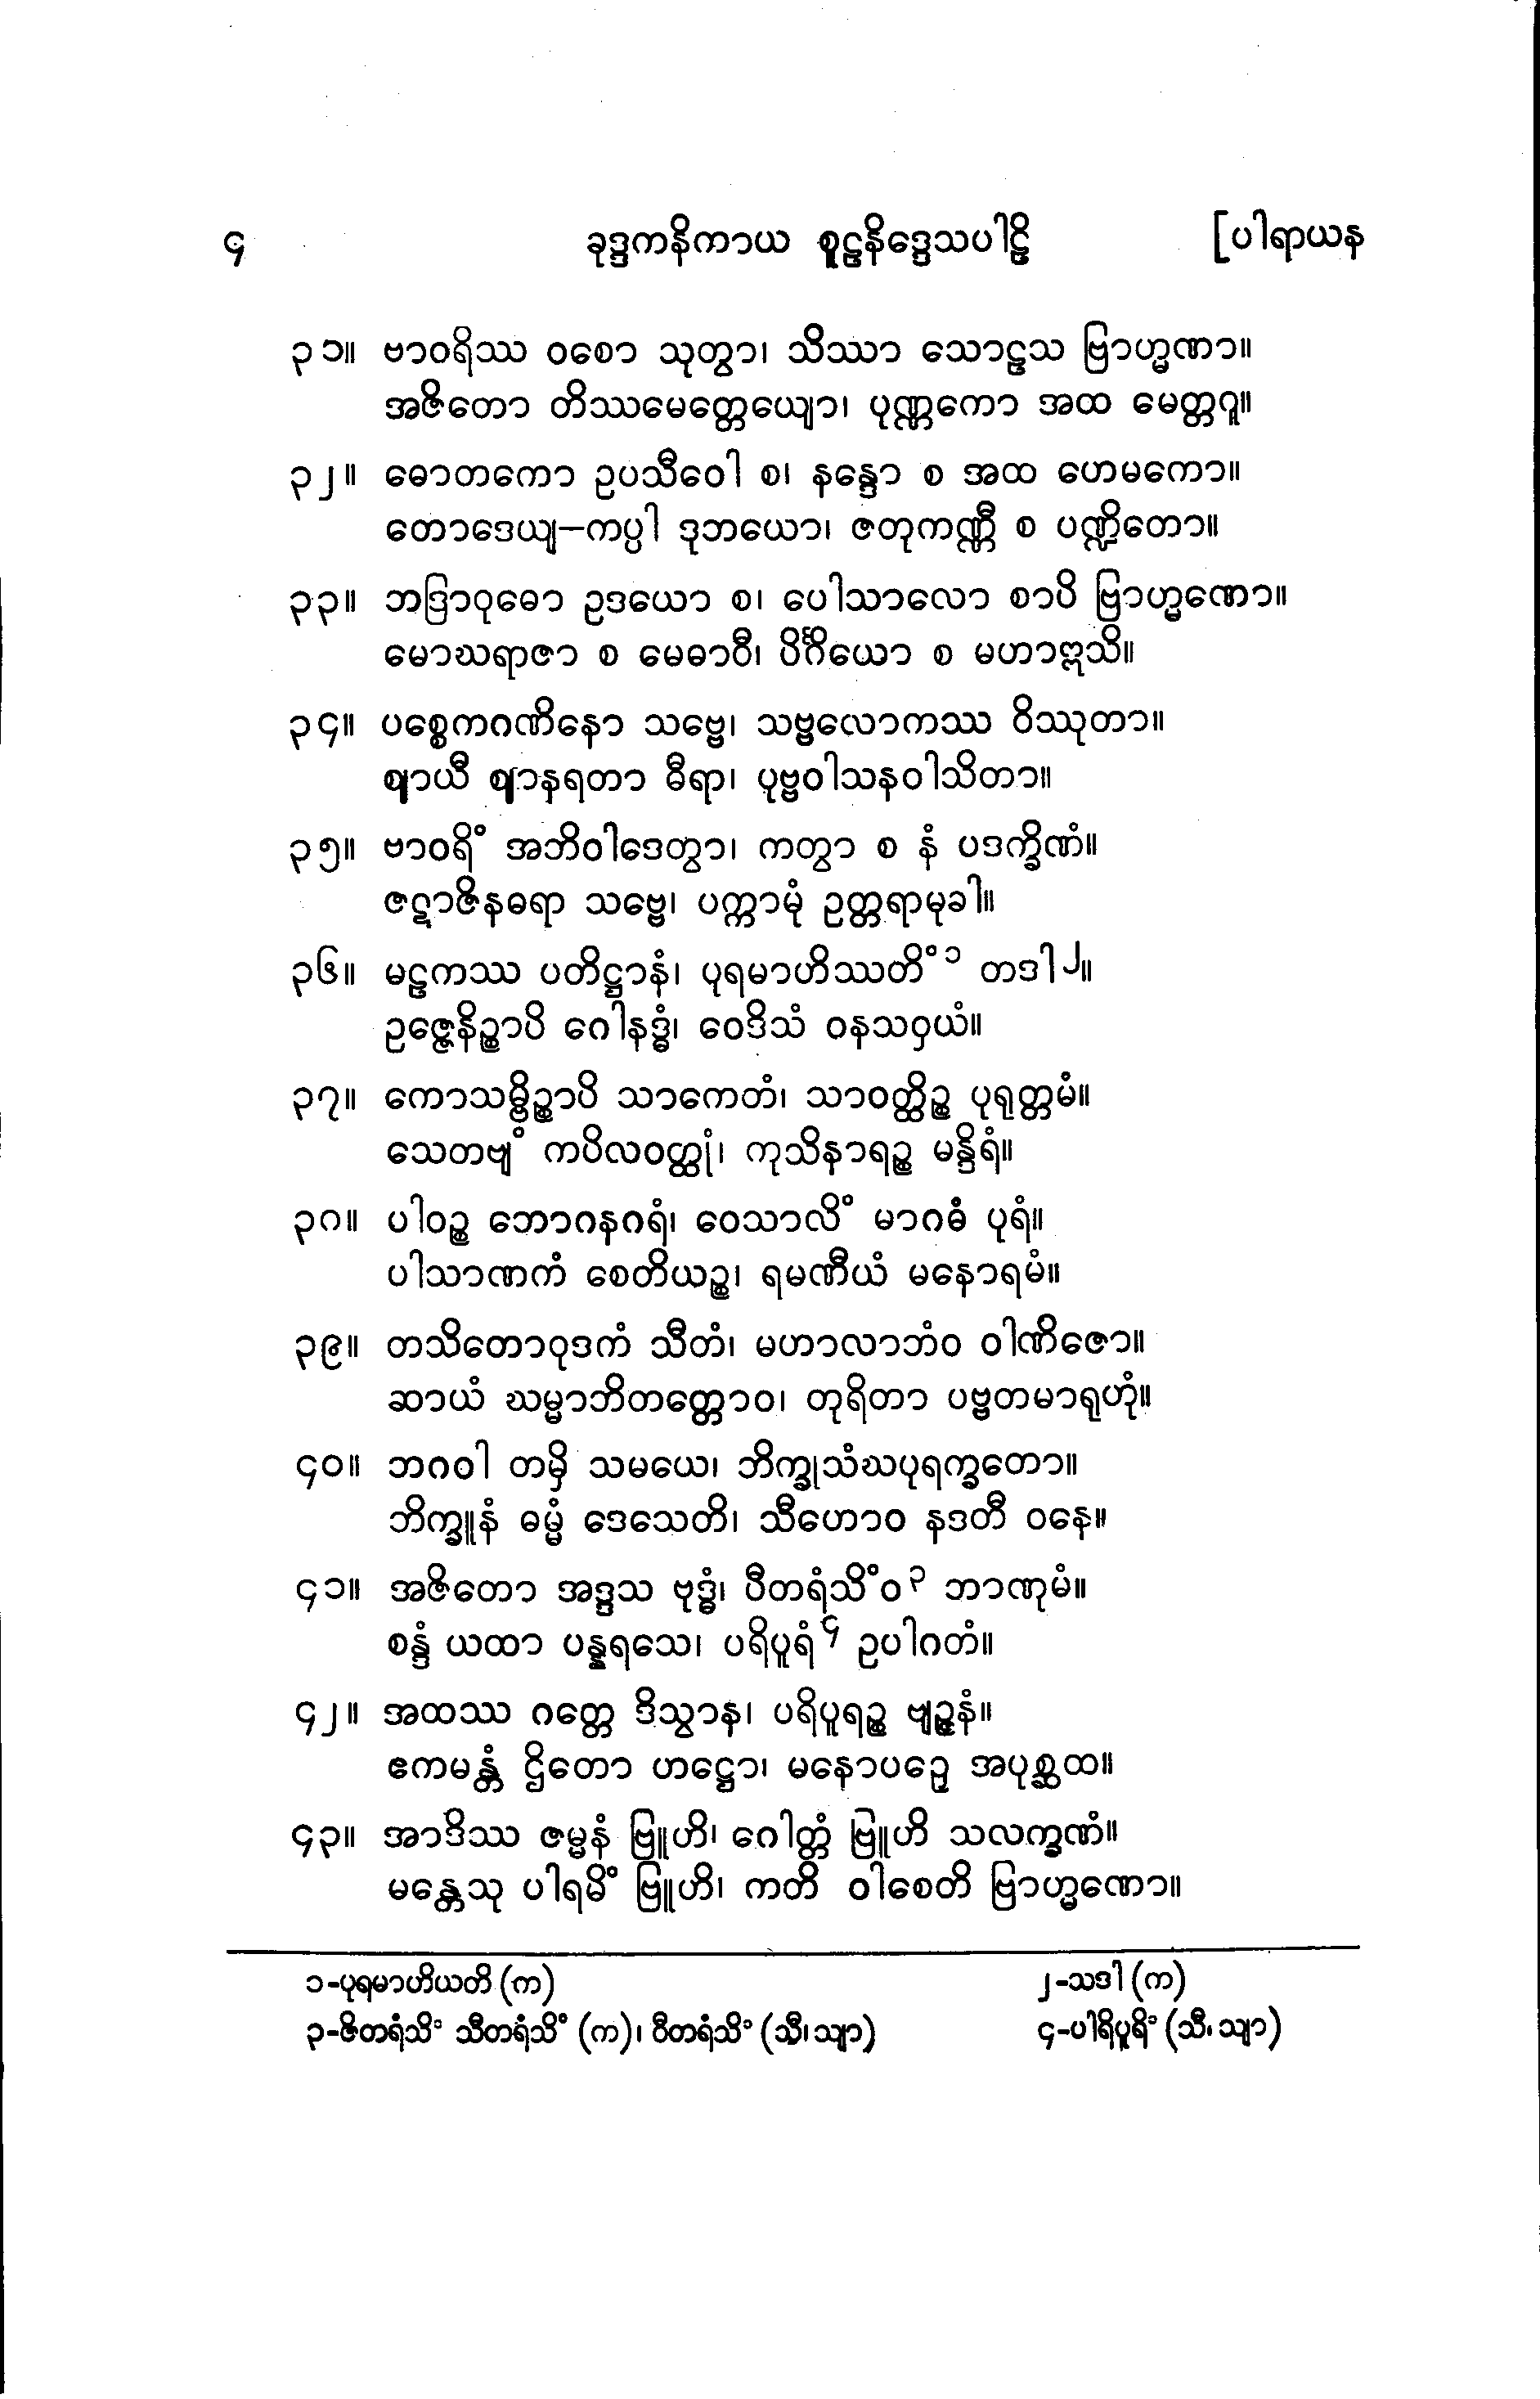 ၄ ခုဒ္ဒကနိကာယ စူဠနိဒ္ဒေသပါဠိ [ပါရာယန
၃၁။ ဗာဝရိဿ ဝစော သုတွာ၊ သိဿာ သောဠသ ဗြာဟ္မဏာ။
အဇိတော တိဿမေတ္တေယျော၊ ပုဏ္ဏကော အထ မေတ္တဂူ။
၃၂။ ဓောတကော ဥပသီဝေါ စ၊ နန္ဒော စ အထ ဟေမကော။
တောဒေယျ–ကပ္ပါ ဒုဘယော၊ ဇတုကဏ္ဏီ စ ပဏ္ဍိတော။
၃၃။ ဘဒြာဝုဓော ဥဒယော စ၊ ပေါသာလော စာပိ ဗြာဟ္မဏော။
မောဃရာဇာ စ မေဓာဝီ၊ ပိင်္ဂိယော စ မဟာဣသိ။
၃၄။ ပစ္စေကဂဏိနော သဗ္ဗေ၊ သဗ္ဗလောကဿ ဝိဿုတာ။
ဈာယီ ဈာနရတာ ဓီရာ၊ ပုဗ္ဗဝါသနဝါသိတာ။
၃၅။ ဗာဝရိံ အဘိဝါဒေတွာ၊ ကတွာ စ နံ ပဒက္ခိဏံ။
ဇဋာဇိနဓရာ သဗ္ဗေ၊ ပက္ကာမုံ ဥတ္တရာမုခါ။
၃၆။ မဠကဿ ပတိဋ္ဌာနံ၊ ပုရမာဟိဿတိံ ၁ တဒါ ၂။
ဥဇ္ဇေနိဉ္စာပိ ဂေါနဒ္ဓံ၊ ဝေဒိသံ ဝနသဝှယံ။
၃၇။ ကောသမ္ဗိဉ္စာပိ သာကေတံ၊ သာဝတ္ထိဉ္စ ပုရုတ္တမံ။
သေတဗျံ ကပိလဝတ္ထုံ၊ ကုသိနာရဉ္စ မန္ဒိရံ။
၃၈။ ပါဝဉ္စ ဘောဂနဂရံ၊ ဝေသာလိံ မာဂဓံ ပုရံ။
ပါသာဏကံ စေတိယဉ္စ၊ ရမဏီယံ မနောရမံ။
၃၉။ တသိတောဝုဒကံ သီတံ၊ မဟာလာဘံဝ ဝါဏိဇော။
ဆာယံ ဃမ္မာဘိတတ္တောဝ၊ တုရိတာ ပဗ္ဗတမာရုဟုံ။
၄၀။ ဘဂဝါ တမှိ သမယေ၊ ဘိက္ခုသံဃပုရက္ခတော။
ဘိက္ခူနံ ဓမ္မံ ဒေသေတိ၊ သီဟောဝ နဒတီ ဝနေ။
၄၁။ အဇိတော အဒ္ဒသ ဗုဒ္ဓံ၊ ပီတရံသိံဝ ၃ ဘာဏုမံ။
စန္ဒံ ယထာ ပန္နရသေ၊ ပရိပူရံ ၄ ဥပါဂတံ။
၄၂။ အထဿ ဂတ္တေ ဒိသွာန၊ ပရိပူရဉ္စ ဗျဉ္ဇနံ။
ဧကမန္တံ ဌိတော ဟဋ္ဌော၊ မနောပဉှေ အပုစ္ဆထ။
၄၃။ အာဒိဿ ဇမ္မနံ ဗြူဟိ၊ ဂေါတ္တံ ဗြူဟိ သလက္ခဏံ။
မန္တေသု ပါရမိံ ဗြူဟိ၊ ကတိ ဝါစေတိ ဗြာဟ္မဏော။
၁-ပုရမာဟိယတိ (က) ၂-သဒါ (က)
၃-ဇိတရံသိံ သီတရံသိံ (က)၊ ဝီတရံသိံ (သီ၊ သျာ) ၄-ပါရိပူရိံ (သီ၊ သျာ)